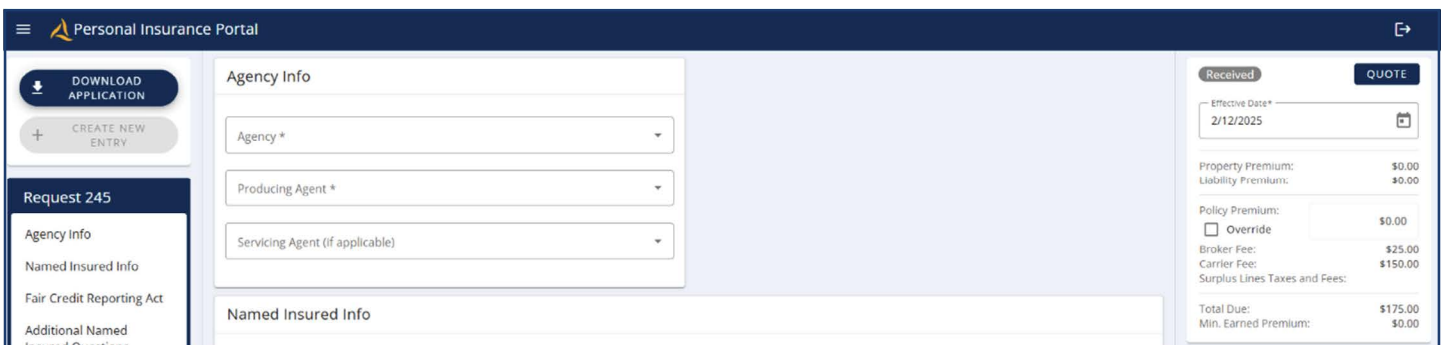 Personal Insurance Portal
DOWNLOAD
APPLICATION
CREATE NEW
ENTRY
Request 245
Agency Info
Named Insured Info
Fair Credit Reporting Act
Additional Named
Insured Questions
Agency Info
Agency *
Producing Agent *
Servicing Agent (if applicable)
Named Insured Info
Received
QUOTE
Effective Date*
2/12/2025
Property Premium: $0.00
Liability Premium: $0.00
Policy Premium:
Override
$0.00
Broker Fee: $25.00
Carrier Fee: $150.00
Surplus Lines Taxes and Fees:
Total Due: $175.00
Min. Earned Premium: $0.00